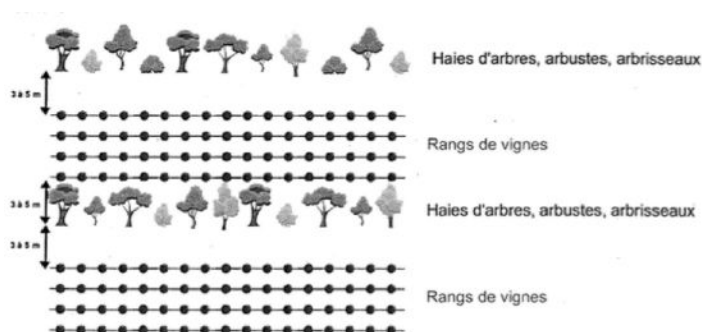 Haies d'arbres, arbustes, arbrisseaux
3 à 5 m
Rangs de vignes
3 à 5 m
Haies d'arbres, arbustes, arbrisseaux
3 à 5 m
Rangs de vignes